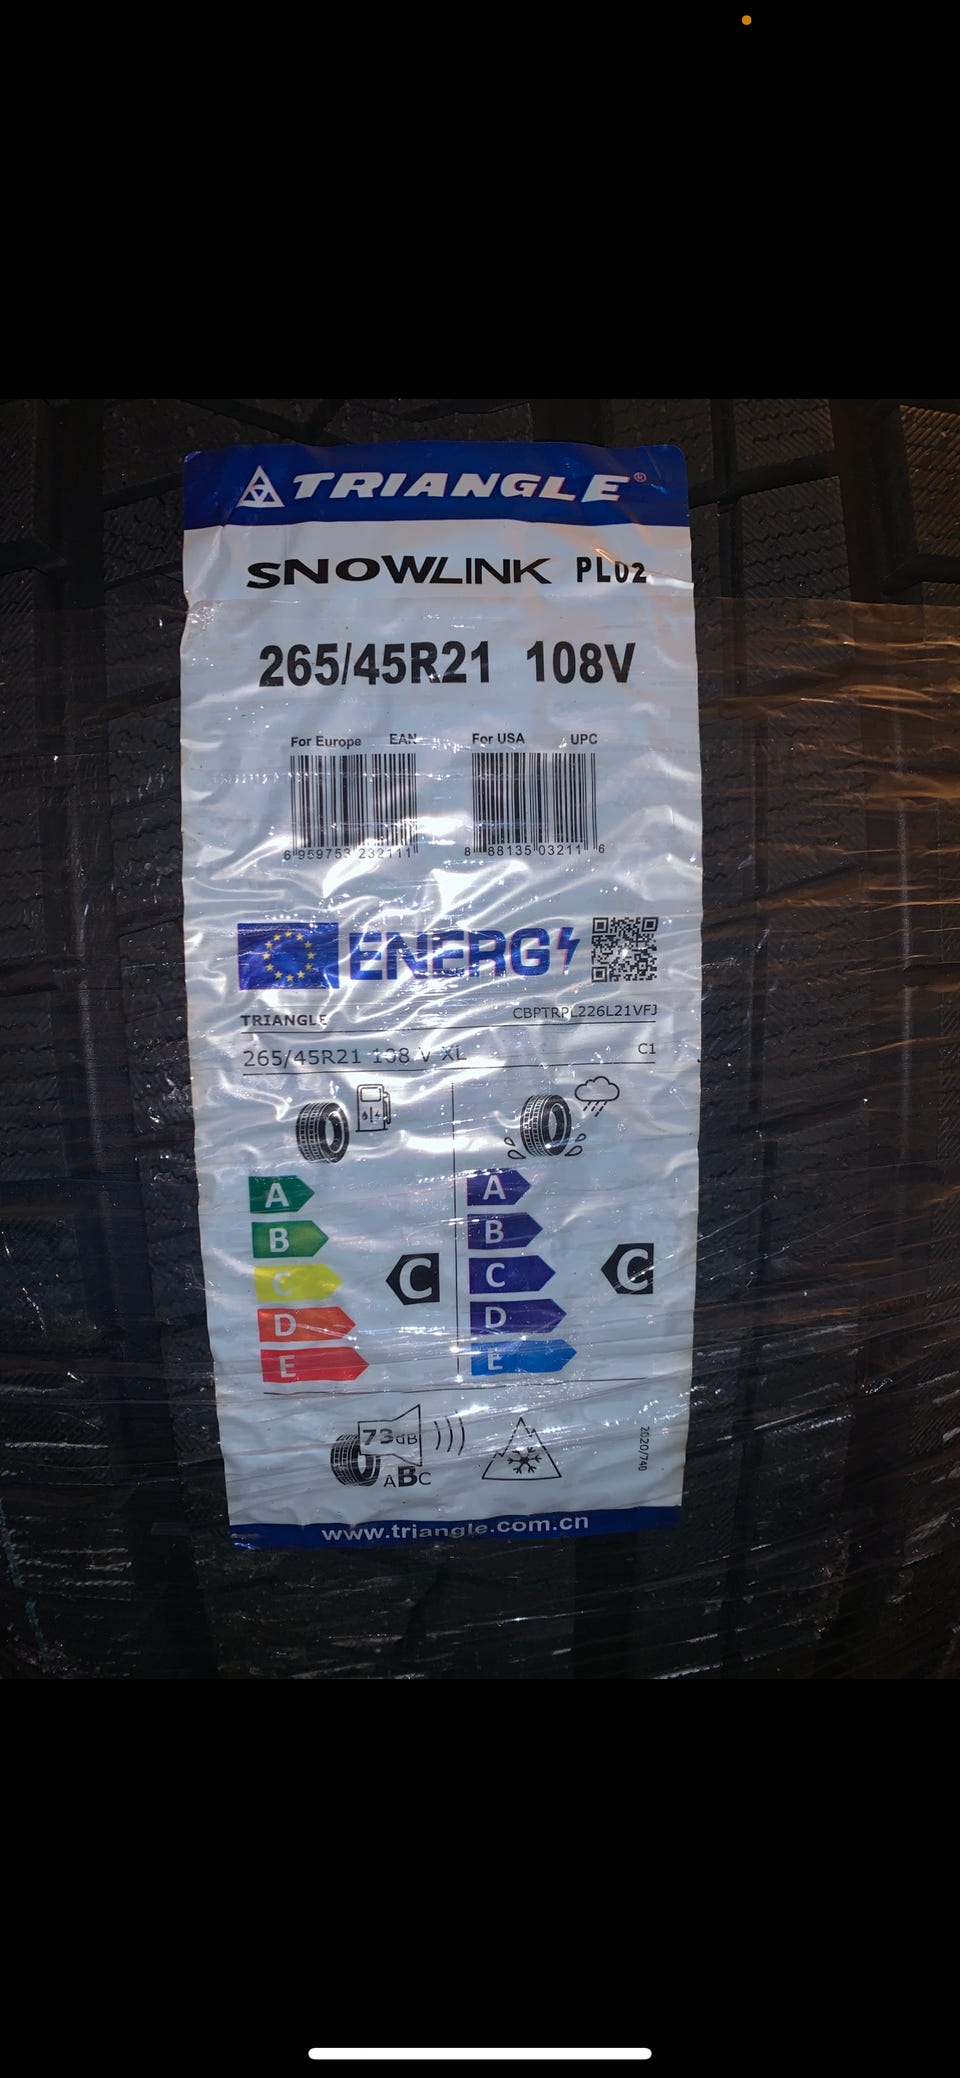 TRIANGLE®
SNOWLINK PL02
265/45R21 108V
For Europe EAN For USA UPC
6 959753 232111 8 88135 03211 6
ENERG
TRIANGLE CBPTRPL226L21VFJ
265/45R21 108 V XL C1
A A
B B
C C C C
D D
E E
73dB
ABC
2020/740
www.triangle.com.cn